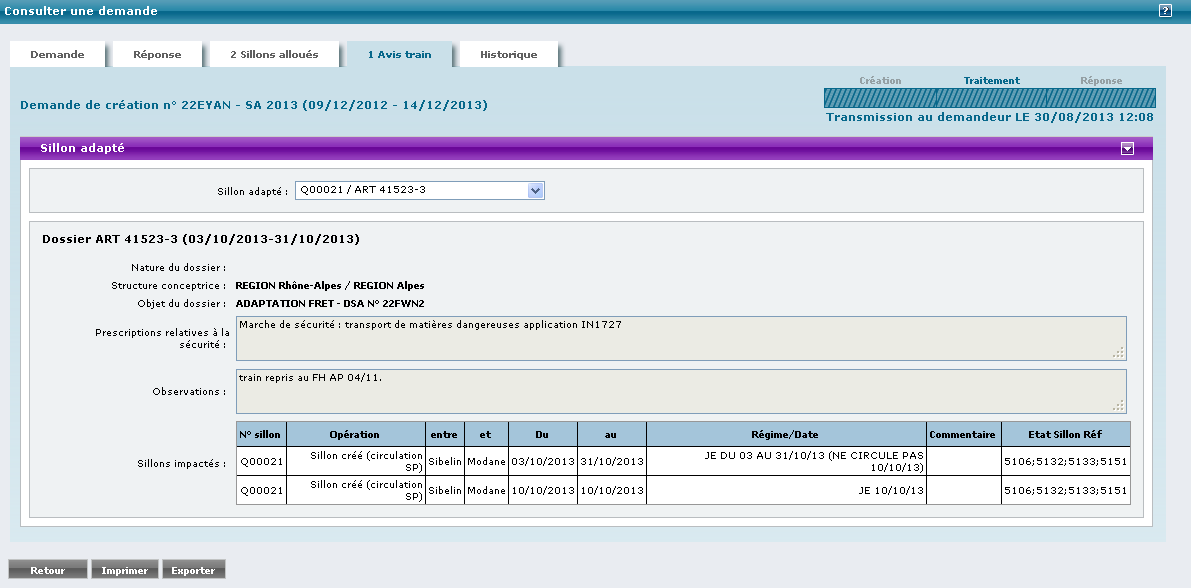 Consulter une demande
?
Demande Réponse 2 Sillons alloués 1 Avis train Historique
Création Traitement Réponse
Demande de création n° 22EYAN - SA 2013 (09/12/2012 - 14/12/2013)
Transmission au demandeur LE 30/08/2013 12:08
Sillon adapté
Sillon adapté : Q00021 / ART 41523-3
Dossier ART 41523-3 (03/10/2013-31/10/2013)
Nature du dossier :
Structure conceptrice : REGION Rhône-Alpes / REGION Alpes
Objet du dossier : ADAPTATION FRET - DSA N° 22FWN2
Prescriptions relatives à la
sécurité :
Marche de sécurité : transport de matières dangereuses application IN1727
Observations :
train repris au FH AP 04/11.
Sillons impactés :
N° sillon Opération entre et Du au Régime/Date Commentaire Etat Sillon Réf
Q00021 Sillon créé (circulation SP) Sibelin Modane 03/10/2013 31/10/2013 JE DU 03 AU 31/10/13 (NE CIRCULE PAS 10/10/13) 5106;5132;5133;5151
Q00021 Sillon créé (circulation SP) Sibelin Modane 10/10/2013 10/10/2013 JE 10/10/13 5106;5132;5133;5151
Retour Imprimer Exporter